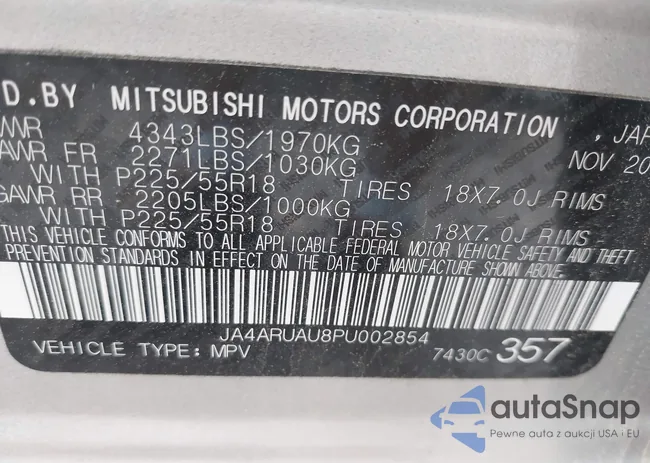 D.BY MITSUBISHI MOTORS CORPORATION , JAP
WR 4343LBS/1970KG NOV 20
AWR FR 2271LBS/1030KG
WITH P225/55R18 TIRES 18X7.0J RIMS
GAWR RR 2205LBS/1000KG
WITH P225/55R18 TIRES 18X7.0J RIMS
THIS VEHICLE CONFORMS TO ALL APPLICABLE FEDERAL MOTOR VEHICLE SAFETY AND THEFT
PREVENTION STANDARDS IN EFFECT ON THE DATE OF MANUFACTURE SHOWN ABOVE.
JA4ARUAU8PU002854
VEHICLE TYPE: MPV 7430C 357
autaSnap
Pewne auta z aukcji USA i EU